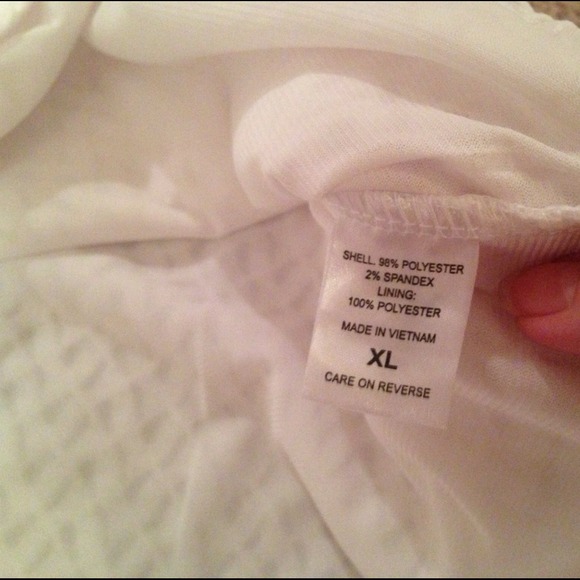 SHELL. 98% POLYESTER
2% SPANDEX
LINING:
100% POLYESTER
MADE IN VIETNAM
XL
CARE ON REVERSE